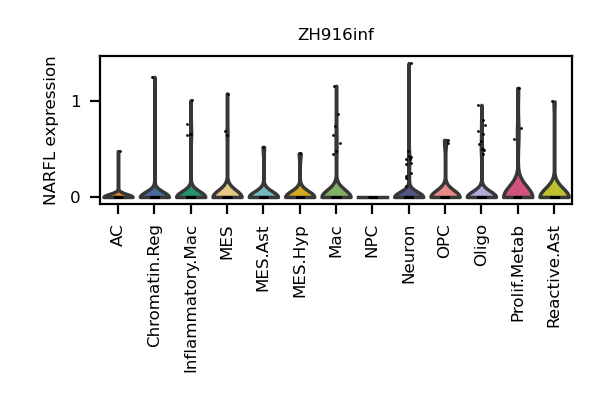 ZH916inf
NARFL expression
1
0
AC
Chromatin.Reg
Inflammatory.Mac
MES
MES.Ast
MES.Hyp
Mac
NPC
Neuron
OPC
Oligo
Prolif.Metab
Reactive.Ast